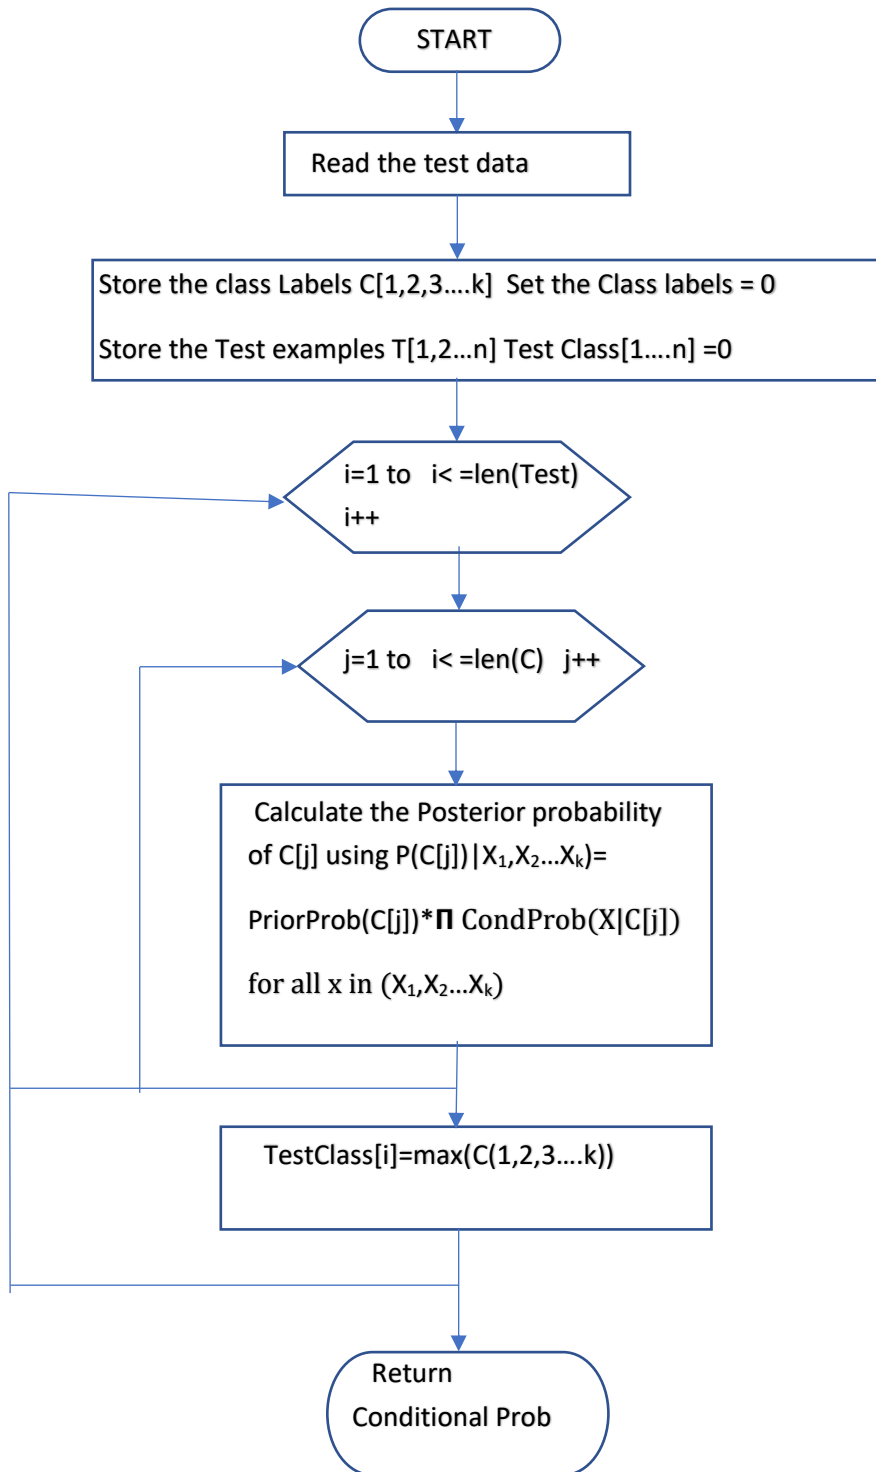 START
Read the test data
Store the class Labels C[1,2,3....k]  Set the Class labels = 0
Store the Test examples T[1,2...n] Test Class[1....n] =0
i=1 to   i< =len(Test)
i++
j=1 to   i< =len(C)   j++
Calculate the Posterior probability
of C[j] using P(C[j])|X₁,X₂...Xₖ)=
PriorProb(C[j])*Π CondProb(X|C[j])
for all x in (X₁,X₂...Xₖ)
TestClass[i]=max(C(1,2,3....k))
Return
Conditional Prob